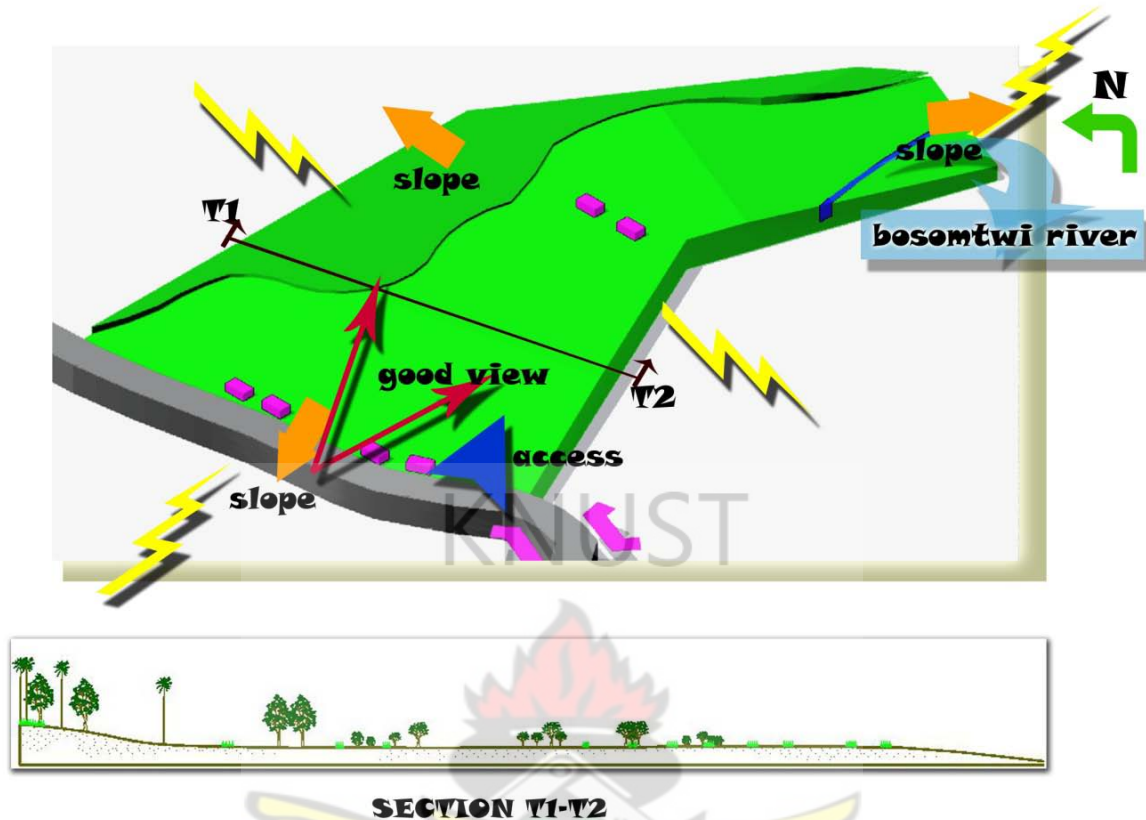 N
slope
slope
T1
bosomtwi river
good view
T2
access
slope
KNUST
SECTION T1-T2